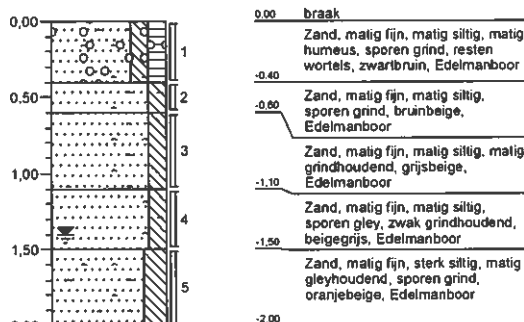 0,00
0,50
1,00
1,50
1
2
3
4
5
0.00 braak
Zand, matig fijn, matig siltig, matig
humeus, sporen grind, resten
wortels, zwartbruin, Edelmanboor
-0.40
Zand, matig fijn, matig siltig,
sporen grind, bruinbeige,
Edelmanboor
-0.60
Zand, matig fijn, matig siltig, matig
grindhoudend, grijsbeige,
Edelmanboor
-1.10
Zand, matig fijn, matig siltig,
sporen gley, zwak grindhoudend,
beigegrijs, Edelmanboor
-1.50
Zand, matig fijn, sterk siltig, matig
gleyhoudend, sporen grind,
oranjebeige, Edelmanboor
-2.00